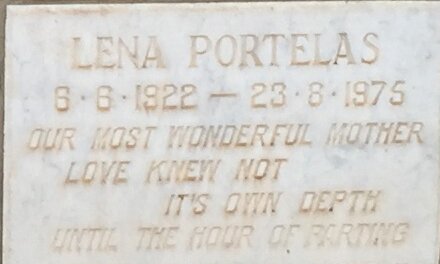 LENA PORTELAS
6·6·1922 — 23·8·1975
OUR MOST WONDERFUL MOTHER
LOVE KNEW NOT
IT'S OWN DEPTH
UNTIL THE HOUR OF PARTING